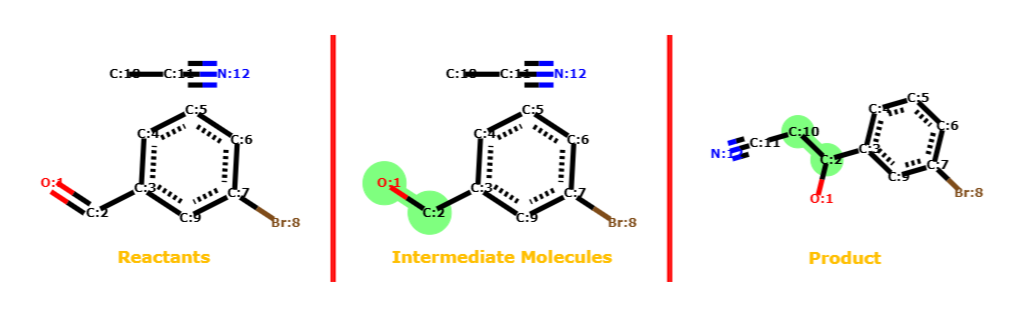 C:10 C:11 N:12
C:5
C:4 C:6
C:3 C:7
O:1 C:2 C:9 Br:8
Reactants
C:10 C:11 N:12
C:5
C:4 C:6
O:1 C:3 C:7
C:2 C:9 Br:8
Intermediate Molecules
C:4 C:5
C:10 C:6
N:12 C:11 C:2 C:3 C:7
C:9 Br:8
O:1
Product